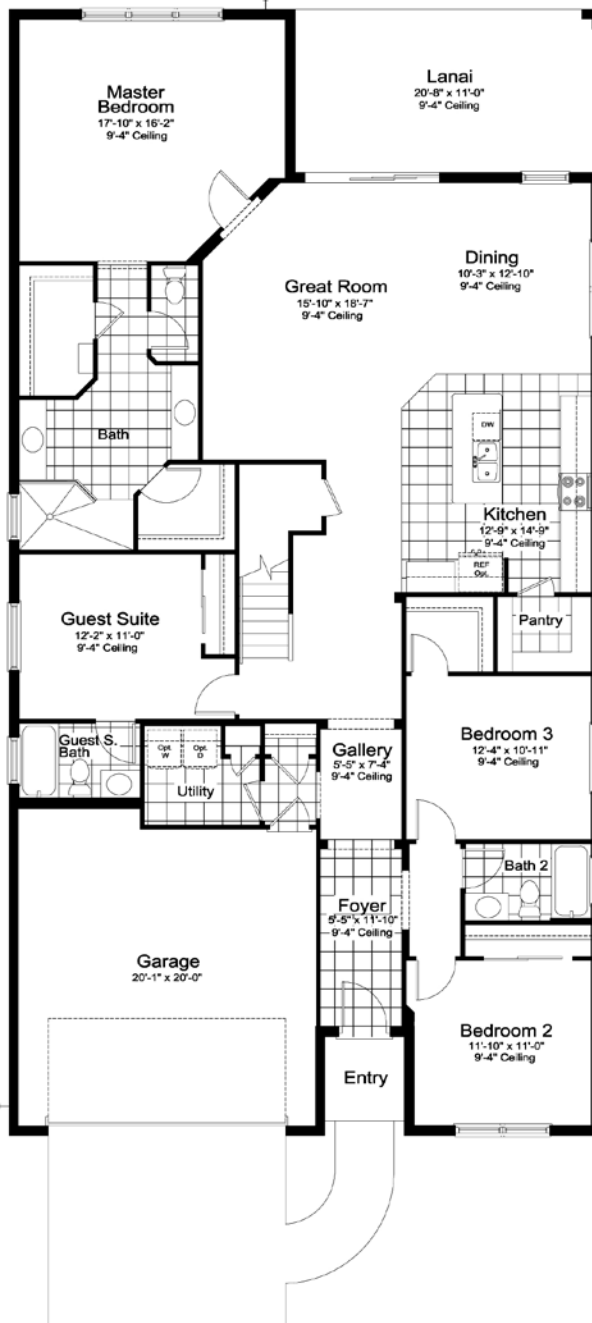 Master
Bedroom
17'-10" x 16'-2"
9'-4" Ceiling
Lanai
20'-8" x 11'-0"
9'-4" Ceiling
Great Room
15'-10" x 18'-7"
9'-4" Ceiling
Dining
10'-3" x 12'-10"
9'-4" Ceiling
Bath
DW
Kitchen
12'-9" x 14'-9"
9'-4" Ceiling
REF
Opt.
Pantry
Guest Suite
12'-2" x 11'-0"
9'-4" Ceiling
Guest S.
Bath
Opt.
W
Opt.
D
Utility
Gallery
5'-5" x 7'-4"
9'-4" Ceiling
Bedroom 3
12'-4" x 10'-11"
9'-4" Ceiling
Bath 2
Foyer
5'-5" x 11'-10"
9'-4" Ceiling
Garage
20'-1" x 20'-0"
Bedroom 2
11'-10" x 11'-0"
9'-4" Ceiling
Entry